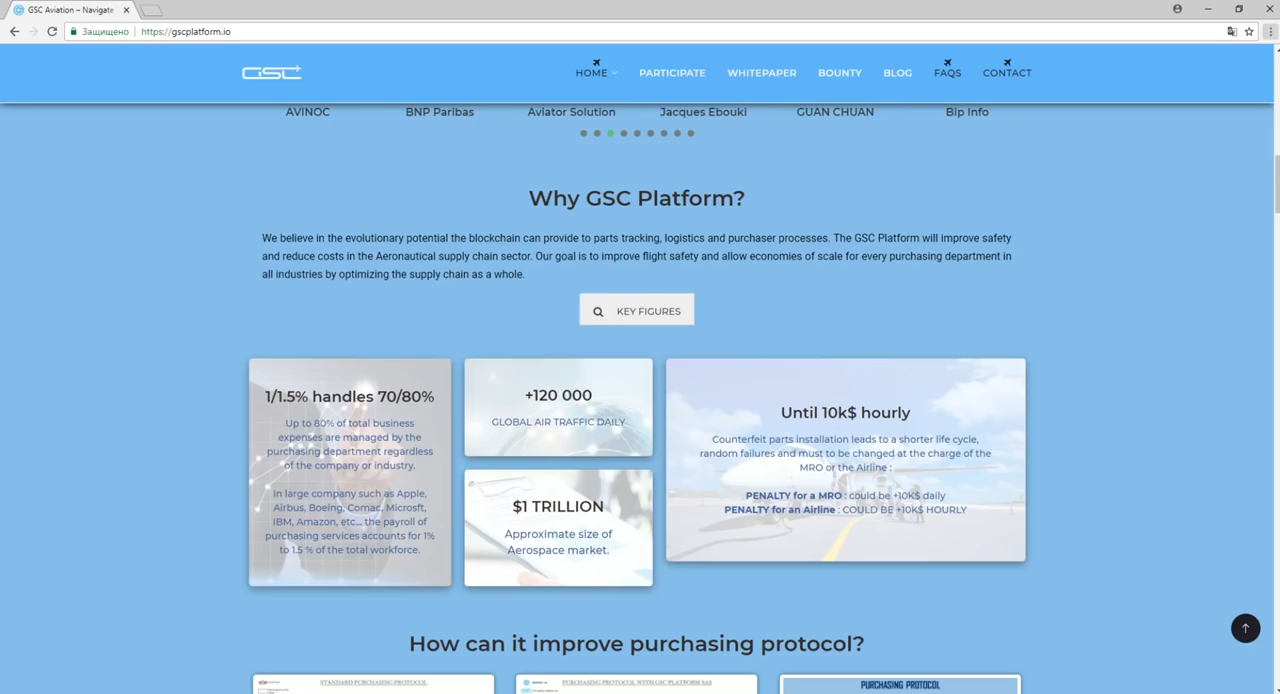 GSC Aviation – Navigate
Защищено
https://gscplatform.io
GSC
HOME
PARTICIPATE
WHITEPAPER
BOUNTY
BLOG
FAQS
CONTACT
AVINOC
BNP Paribas
Aviator Solution
Jacques Ebouki
GUAN CHUAN
Bip Info
Why GSC Platform?
We believe in the evolutionary potential the blockchain can provide to parts tracking, logistics and purchaser processes. The GSC Platform will improve safety
and reduce costs in the Aeronautical supply chain sector. Our goal is to improve flight safety and allow economies of scale for every purchasing department in
all industries by optimizing the supply chain as a whole.
KEY FIGURES
1/1.5% handles 70/80%
Up to 80% of total business
expenses are managed by the
purchasing department regardless
of the company or industry.
In large company such as Apple,
Airbus, Boeing, Comac, Microsft,
IBM, Amazon, etc... the payroll of
purchasing services accounts for 1%
to 1.5 % of the total workforce.
+120 000
GLOBAL AIR TRAFFIC DAILY
$1 TRILLION
Approximate size of
Aerospace market.
Until 10k$ hourly
Counterfeit parts installation leads to a shorter life cycle,
random failures and must to be changed at the charge of the
MRO or the Airline :
PENALTY for a MRO : could be +10K$ daily
PENALTY for an Airline : COULD BE +10K$ HOURLY
How can it improve purchasing protocol?
STANDARD PURCHASING PROTOCOL
PURCHASING PROTOCOL WITH GSC PLATFORM SAS
PURCHASING PROTOCOL